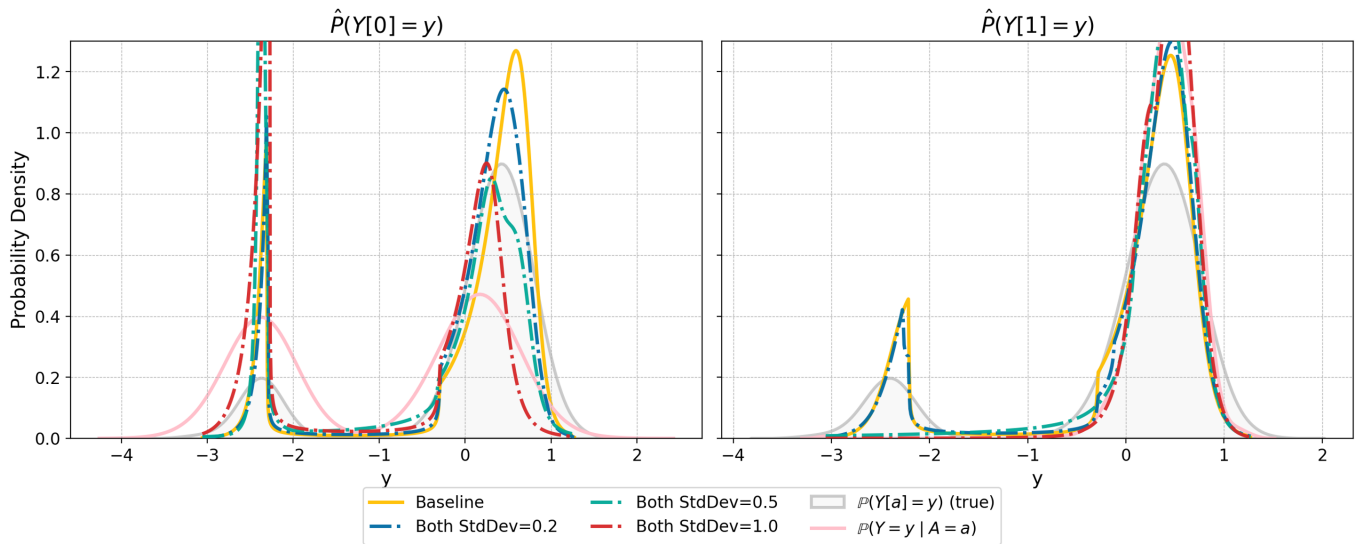 P̂(Y[0] = y)
P̂(Y[1] = y)
Probability Density
1.2
1.0
0.8
0.6
0.4
0.2
0.0
−4 −3 −2 −1 0 1 2
−4 −3 −2 −1 0 1 2
y
y
Baseline
Both StdDev=0.2
Both StdDev=0.5
Both StdDev=1.0
ℙ(Y[a] = y) (true)
ℙ(Y = y ∣ A = a)